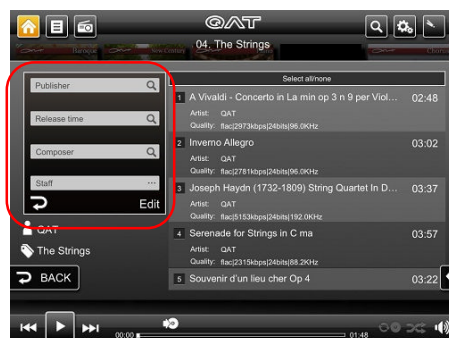 QAT
04. The Strings
Baroque
New Century
Chorus
Publisher
Release time
Composer
Staff ...
Edit
QAT
The Strings
BACK
Select all/none
1 A Vivaldi - Concerto in La min op 3 n 9 per Viol... 02:48
Artist: QAT
Quality: flac|2973kbps|24bits|96.0KHz
2 Inverno Allegro 03:02
Artist: QAT
Quality: flac|2781kbps|24bits|96.0KHz
3 Joseph Haydn (1732-1809) String Quartet In D... 03:37
Artist: QAT
Quality: flac|5153kbps|24bits|192.0KHz
4 Serenade for Strings in C ma 03:57
Artist: QAT
Quality: flac|2315kbps|24bits|88.2KHz
5 Souvenir d'un lieu cher Op 4 03:22
00:00
01:48